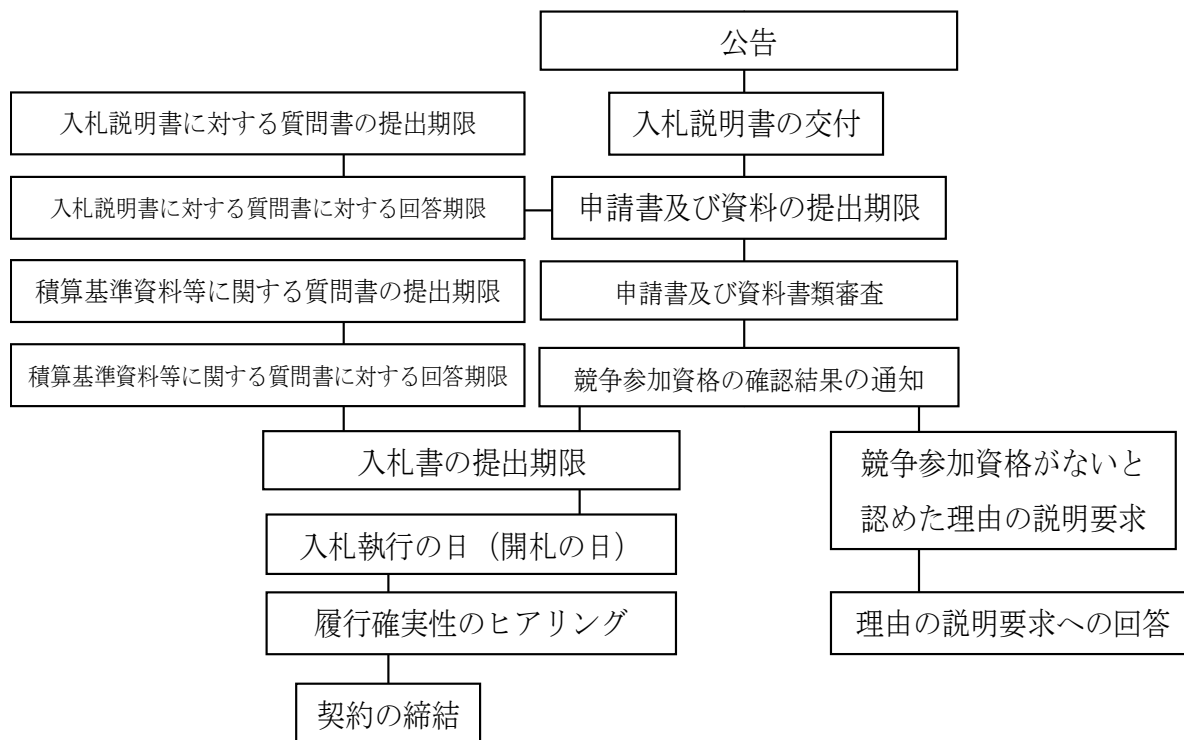 公告
入札説明書に対する質問書の提出期限
入札説明書の交付
入札説明書に対する質問書に対する回答期限
申請書及び資料の提出期限
積算基準資料等に関する質問書の提出期限
申請書及び資料書類審査
積算基準資料等に関する質問書に対する回答期限
競争参加資格の確認結果の通知
入札書の提出期限
競争参加資格がないと
認めた理由の説明要求
入札執行の日（開札の日）
履行確実性のヒアリング
理由の説明要求への回答
契約の締結